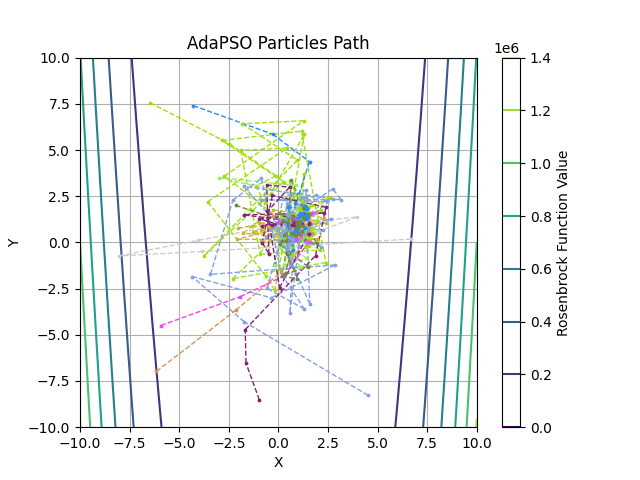 AdaPSO Particles Path
1e6
10.0
7.5
5.0
2.5
0.0
−2.5
−5.0
−7.5
−10.0
Y
−10.0 −7.5 −5.0 −2.5 0.0 2.5 5.0 7.5 10.0
X
1.4
1.2
1.0
0.8
0.6
0.4
0.2
0.0
Rosenbrock Function Value